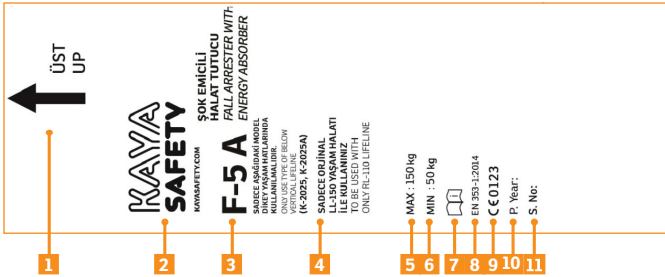 ÜST
UP
KAYA
SAFETY
KAYASAFETY.COM
ŞOK EMİCİLİ
HALAT TUTUCU
FALL ARRESTER WITH
ENERGY ABSORBER
F-5 A
SADECE AŞAĞIDAKİ MODEL
DİKEY YAŞAM HATLARINDA
KULLANILMALIDIR.
ONLY USE TYPE OF BELOW
VERTICAL LIFELINE
(K-2025, K-2025A)
SADECE ORJİNAL
LL-150 YAŞAM HALATI
İLE KULLANINIZ
TO BE USED WITH
ONLY RL-110 LIFELINE
MAX : 150 kg
MIN : 50 kg
EN 353-1:2014
CE 0123
P. Year:
S. No:
1
2
3
4
5
6
7
8
9
10
11